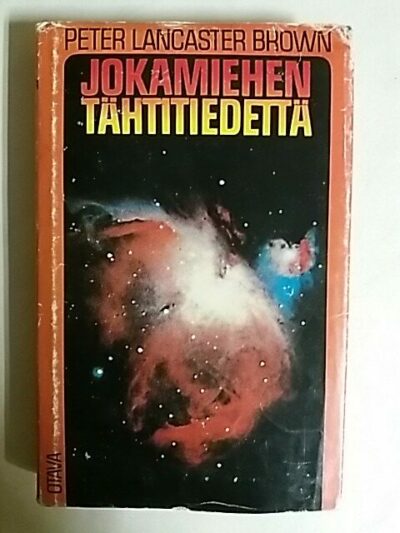 PETER LANCASTER BROWN
JOKAMIEHEN
TÄHTITIEDETTÄ
OTAVA